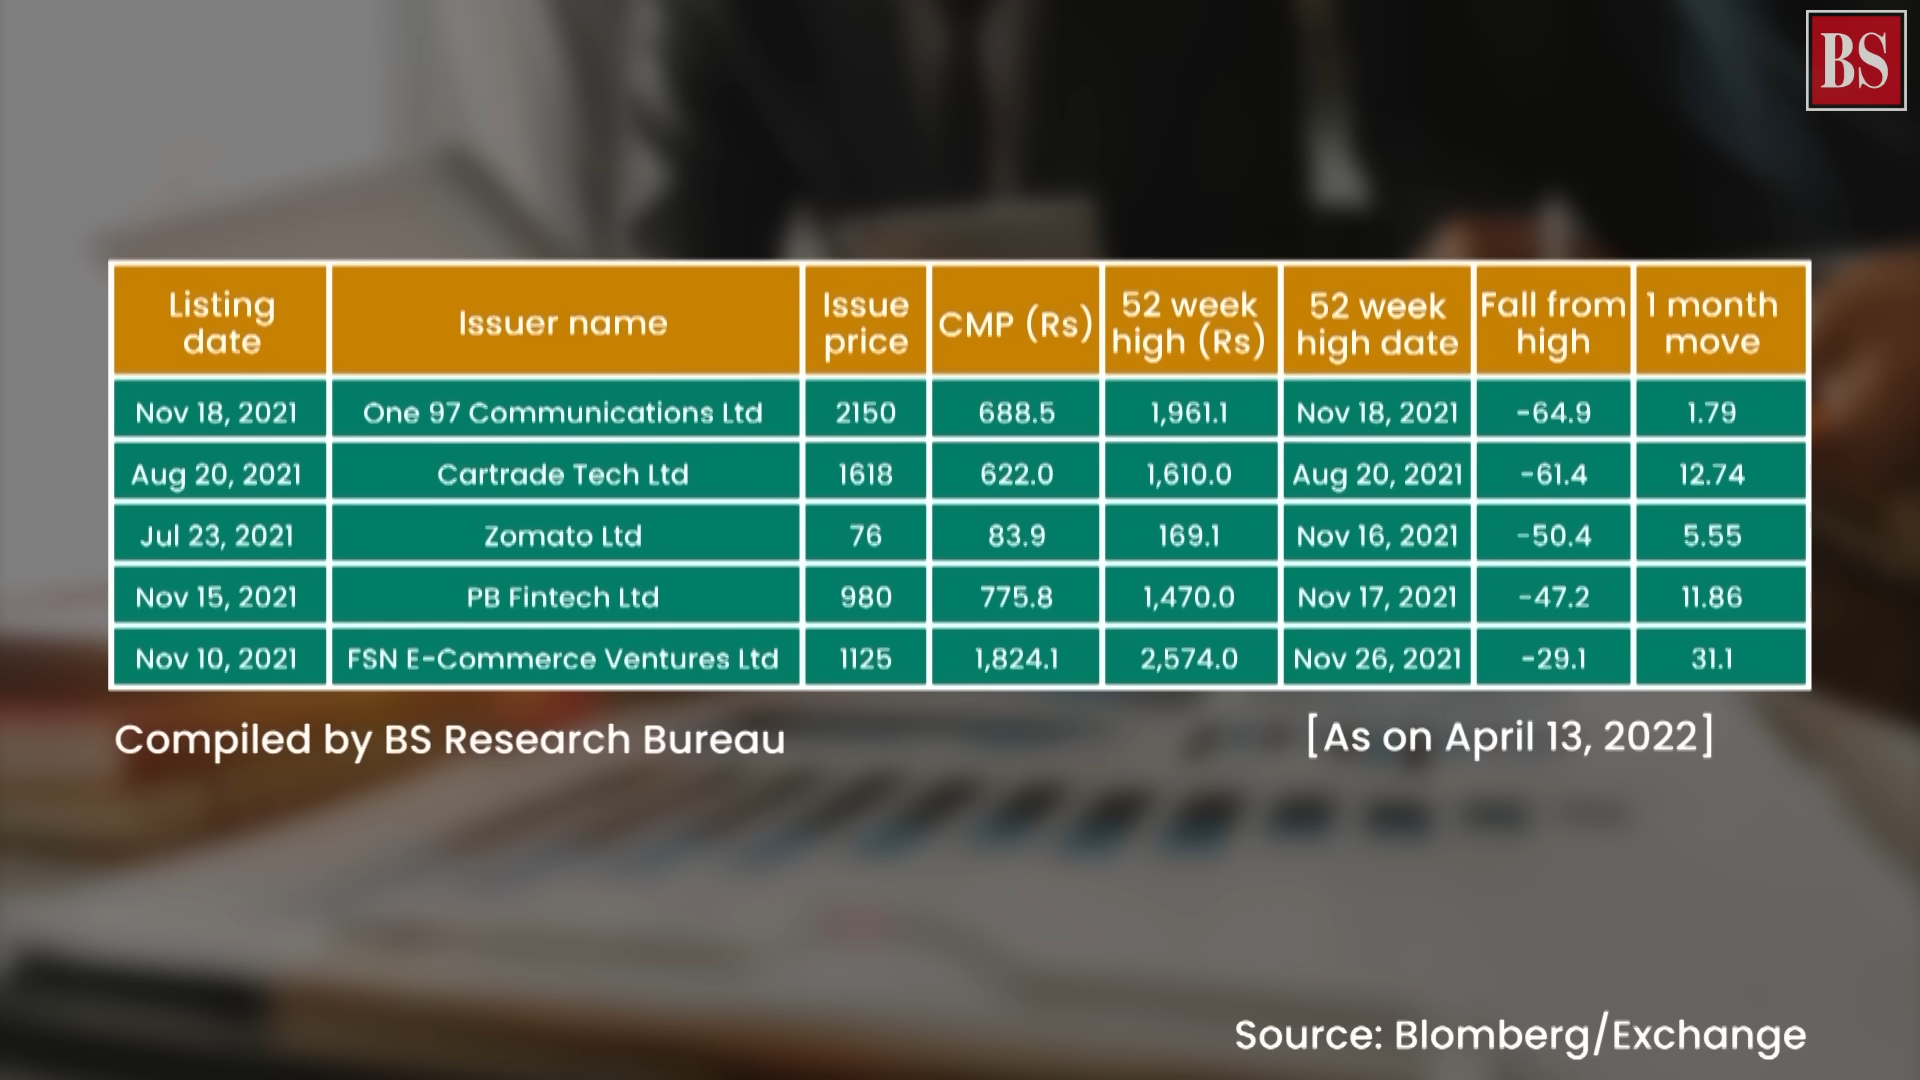 BS
Listing date | Issuer name | Issue price | CMP (Rs) | 52 week high (Rs) | 52 week high date | Fall from high | 1 month move
Nov 18, 2021 | One 97 Communications Ltd | 2150 | 688.5 | 1,961.1 | Nov 18, 2021 | -64.9 | 1.79
Aug 20, 2021 | Cartrade Tech Ltd | 1618 | 622.0 | 1,610.0 | Aug 20, 2021 | -61.4 | 12.74
Jul 23, 2021 | Zomato Ltd | 76 | 83.9 | 169.1 | Nov 16, 2021 | -50.4 | 5.55
Nov 15, 2021 | PB Fintech Ltd | 980 | 775.8 | 1,470.0 | Nov 17, 2021 | -47.2 | 11.86
Nov 10, 2021 | FSN E-Commerce Ventures Ltd | 1125 | 1,824.1 | 2,574.0 | Nov 26, 2021 | -29.1 | 31.1
Compiled by BS Research Bureau
[As on April 13, 2022]
Source: Blomberg/Exchange